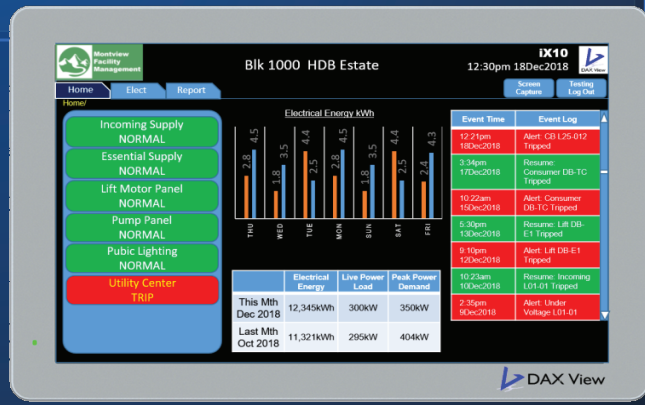 Montview
Facility
Management
Blk 1000 HDB Estate
iX10
12:30pm 18Dec2018
DAX View
Home
Elect
Report
Screen
Capture
Testing
Log Out
Home/
Incoming Supply
NORMAL
Essential Supply
NORMAL
Lift Motor Panel
NORMAL
Pump Panel
NORMAL
Pubic Lighting
NORMAL
Utility Center
TRIP
Electrical Energy kWh
2.8 4.5 1.8 3.5 4.4 2.5 3.5 4.5 1.8 3.5 4.4 2.5 2.4 4.3
THU WED TUE MON SUN SAT FRI
Electrical Energy Live Power Load Peak Power Demand
This Mth Dec 2018 12,345kWh 300kW 350kW
Last Mth Oct 2018 11,321kWh 295kW 404kW
Event Time Event Log
12:21pm Alert: CB L25-012
18Dec2018 Tripped
3:34pm Resume:
17Dec2018 Consumer DB-TC
Tripped
10:22am Alert: Consumer
15Dec2018 DB-TC Tripped
5:30pm Resume: Lift DB-
13Dec2018 E1 Tripped
9:10pm Alert: Lift DB-E1
12Dec2018 Tripped
10:23am Resume: Incoming
10Dec2018 L01-01 Tripped
2:35pm Alert: Under
9Dec2018 Voltage L01-01
DAX View